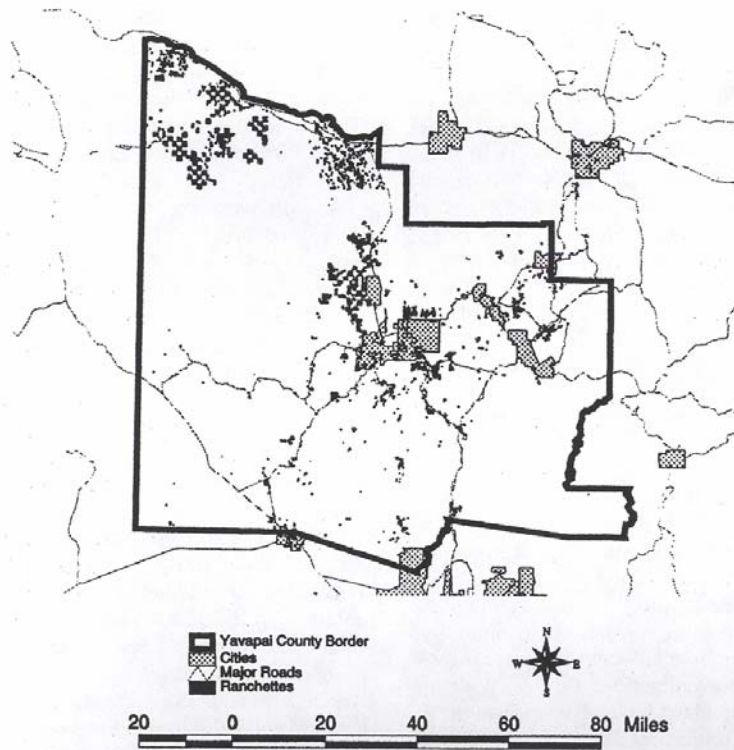 Yavapai County Border
Cities
Major Roads
Ranchettes
N
W E
S
20 0 20 40 60 80 Miles